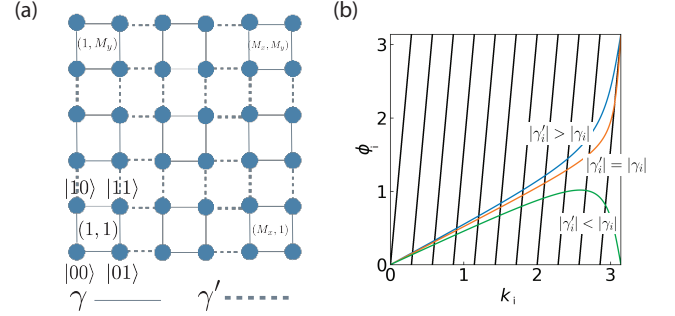 (a)
(1, M_y)
(M_x, M_y)
|10⟩ |11⟩
(1, 1)
(M_x, 1)
|00⟩ |01⟩
γ γ′
(b)
3
2
1
0
ϕ_i
|γ′_i| > |γ_i|
|γ′_i| = |γ_i|
|γ′_i| < |γ_i|
0 1 2 3
k_i